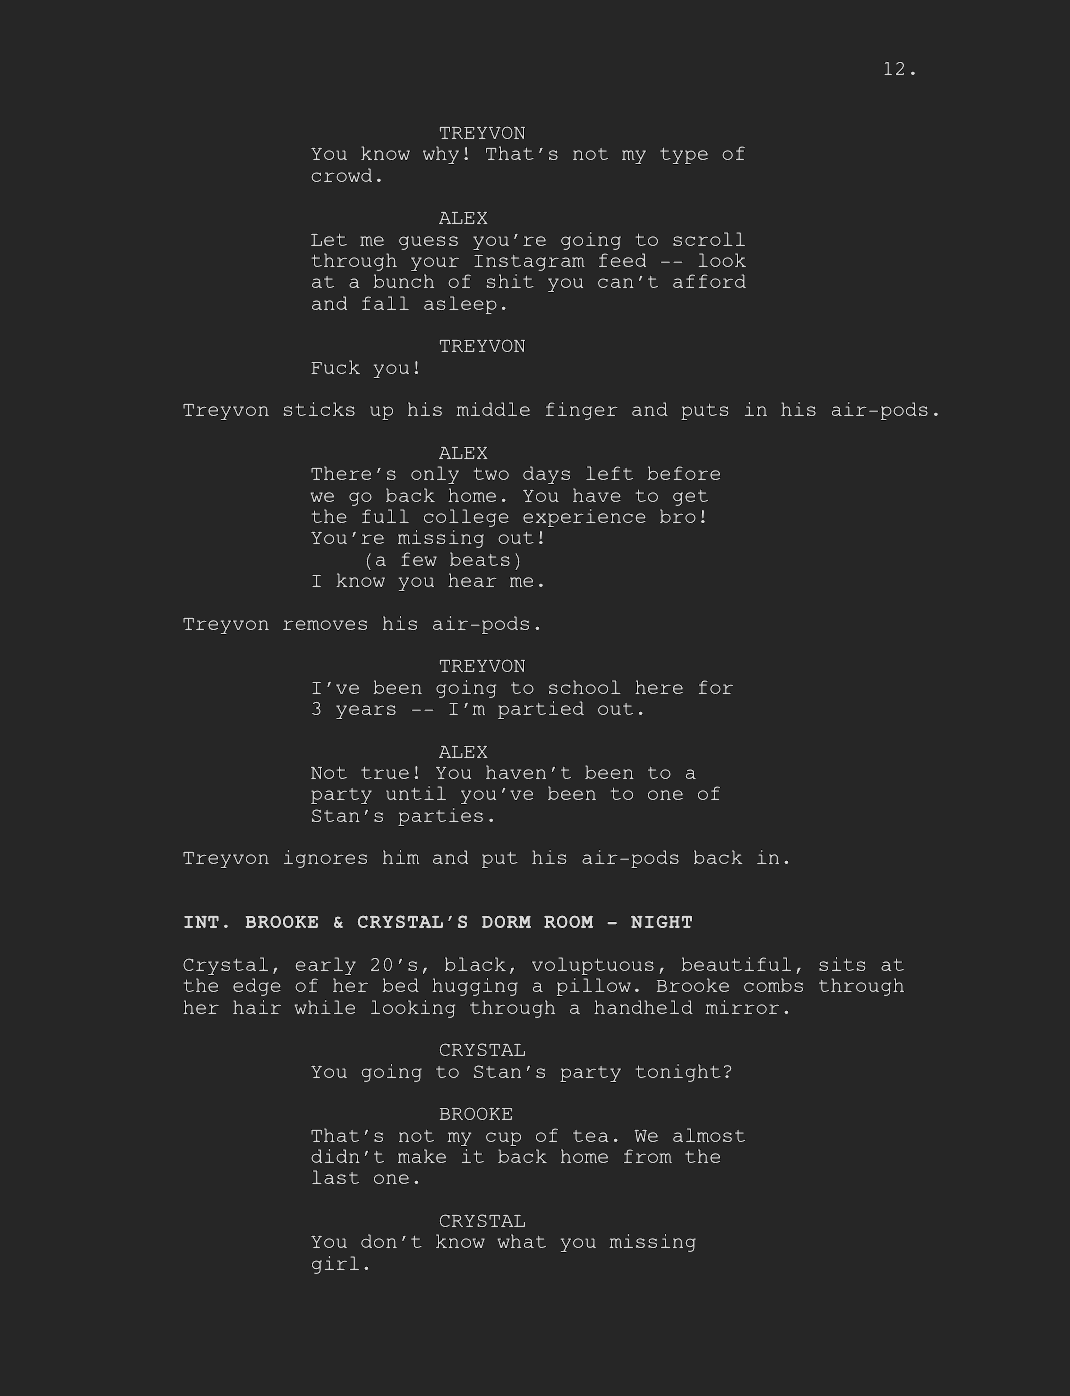 12.
TREYVON
You know why! That’s not my type of
crowd.
ALEX
Let me guess you’re going to scroll
through your Instagram feed -- look
at a bunch of shit you can’t afford
and fall asleep.
TREYVON
Fuck you!
Treyvon sticks up his middle finger and puts in his air-pods.
ALEX
There’s only two days left before
we go back home. You have to get
the full college experience bro!
You’re missing out!
(a few beats)
I know you hear me.
Treyvon removes his air-pods.
TREYVON
I’ve been going to school here for
3 years -- I’m partied out.
ALEX
Not true! You haven’t been to a
party until you’ve been to one of
Stan’s parties.
Treyvon ignores him and put his air-pods back in.
INT. BROOKE & CRYSTAL’S DORM ROOM - NIGHT
Crystal, early 20’s, black, voluptuous, beautiful, sits at
the edge of her bed hugging a pillow. Brooke combs through
her hair while looking through a handheld mirror.
CRYSTAL
You going to Stan’s party tonight?
BROOKE
That’s not my cup of tea. We almost
didn’t make it back home from the
last one.
CRYSTAL
You don’t know what you missing
girl.